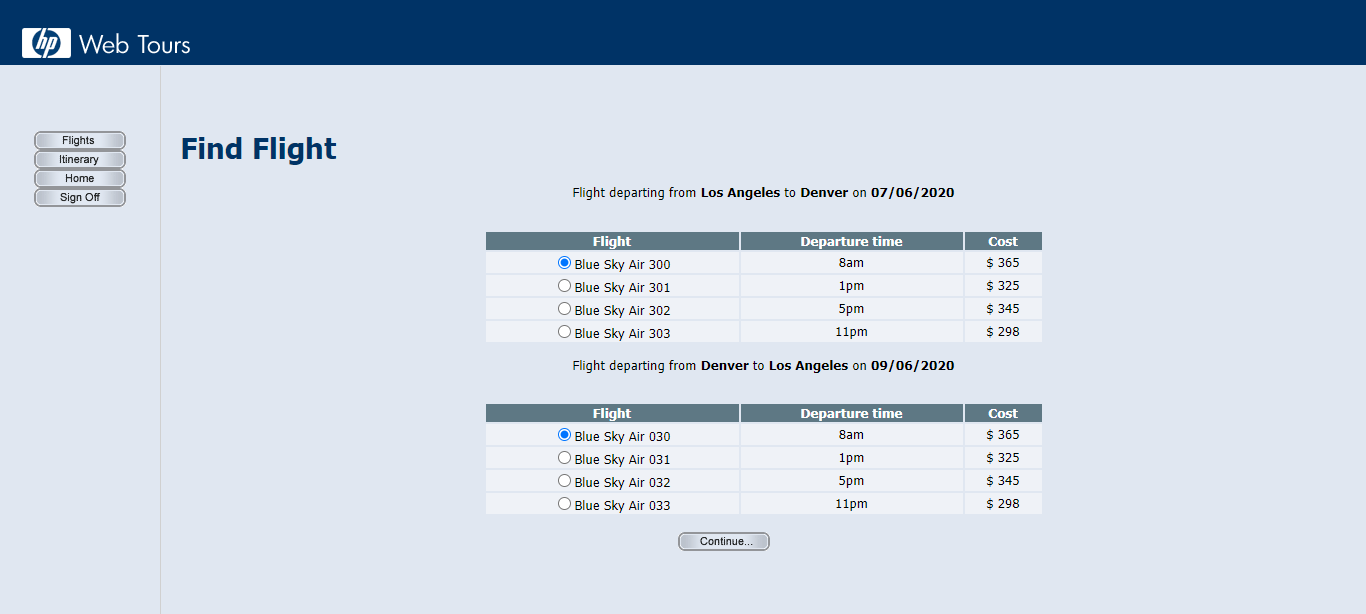 hp Web Tours
Flights
Itinerary
Home
Sign Off
Find Flight
Flight departing from Los Angeles to Denver on 07/06/2020
Flight Departure time Cost
Blue Sky Air 300 8am $ 365
Blue Sky Air 301 1pm $ 325
Blue Sky Air 302 5pm $ 345
Blue Sky Air 303 11pm $ 298
Flight departing from Denver to Los Angeles on 09/06/2020
Flight Departure time Cost
Blue Sky Air 030 8am $ 365
Blue Sky Air 031 1pm $ 325
Blue Sky Air 032 5pm $ 345
Blue Sky Air 033 11pm $ 298
Continue...